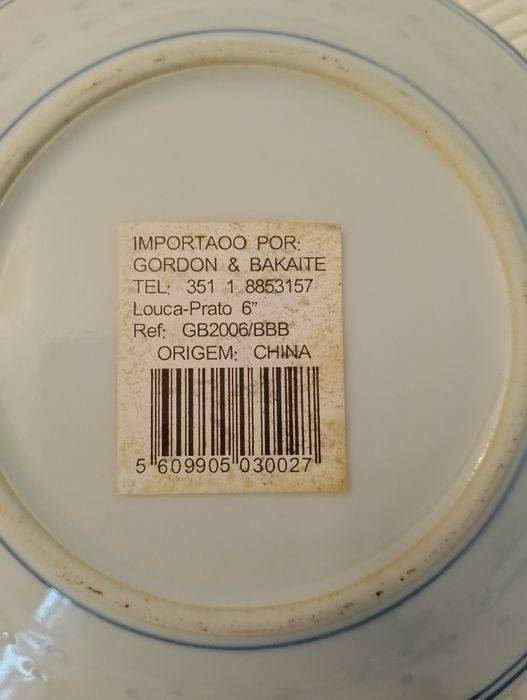 IMPORTAOO POR:
GORDON & BAKAITE
TEL: 351 1 8853157
Louca-Prato 6"
Ref: GB2006/BBB
ORIGEM: CHINA
5 609905 030027